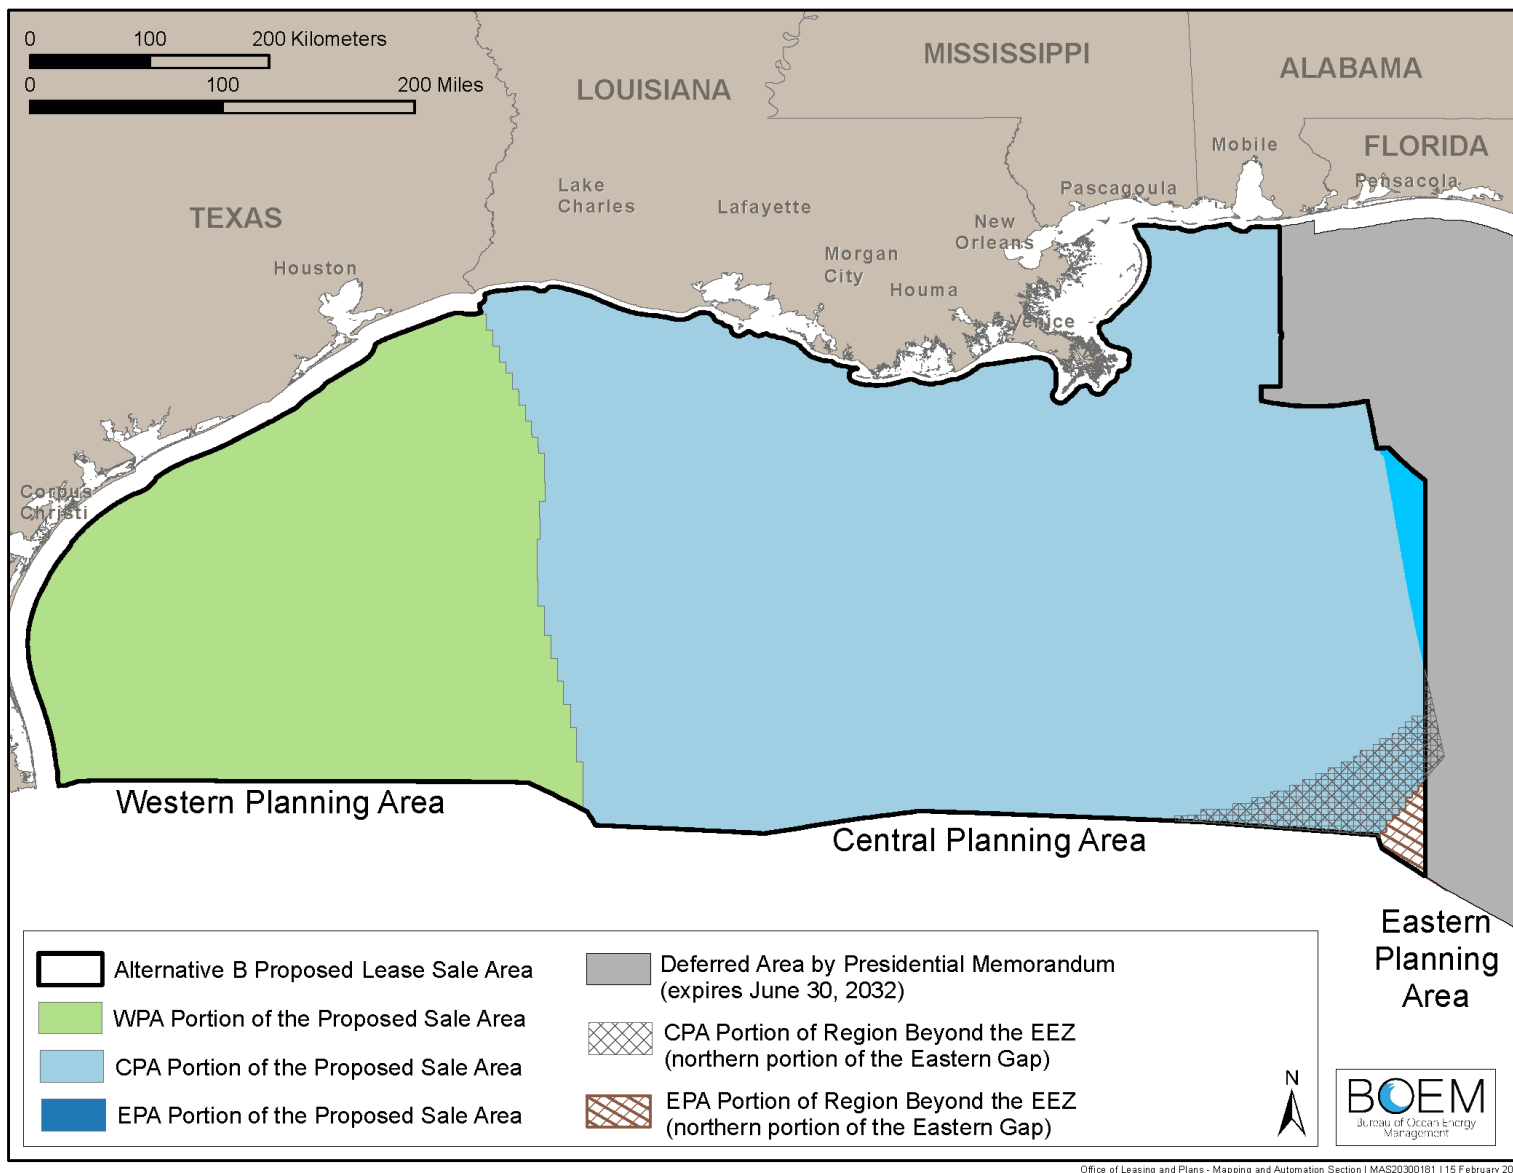 0 100 200 Kilometers
0 100 200 Miles
LOUISIANA
MISSISSIPPI
ALABAMA
FLORIDA
TEXAS
Mobile
Pensacola
Pascagoula
Lake
Charles
Lafayette
New
Orleans
Morgan
City
Houma
Houston
Venice
Corpus
Christi
Western Planning Area
Central Planning Area
Eastern
Planning
Area
Alternative B Proposed Lease Sale Area
WPA Portion of the Proposed Sale Area
CPA Portion of the Proposed Sale Area
EPA Portion of the Proposed Sale Area
Deferred Area by Presidential Memorandum
(expires June 30, 2032)
CPA Portion of Region Beyond the EEZ
(northern portion of the Eastern Gap)
EPA Portion of Region Beyond the EEZ
(northern portion of the Eastern Gap)
N
BOEM
Bureau of Ocean Energy
Management
Office of Leasing and Plans - Mapping and Automation Section | MAS20300181 | 15 February 20